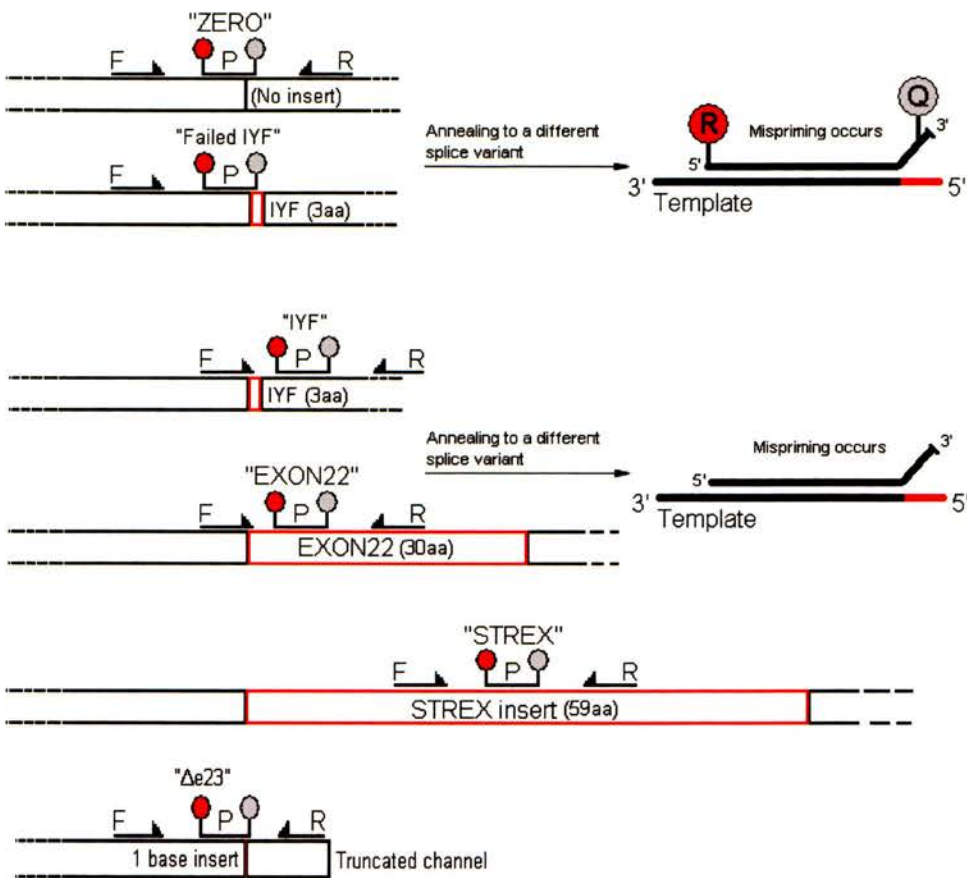 "ZERO"
F P R
(No insert)
"Failed IYF"
P
IYF (3aa)
Annealing to a different
splice variant
R Mispriming occurs Q
5' 3'
3' 5'
Template
"IYF"
F P R
IYF (3aa)
"EXON22"
F P R
EXON22 (30aa)
Annealing to a different
splice variant
Mispriming occurs
3'
5'
3' 5'
Template
"STREX"
F P R
STREX insert (59aa)
"Δe23"
F P R
1 base insert
Truncated channel